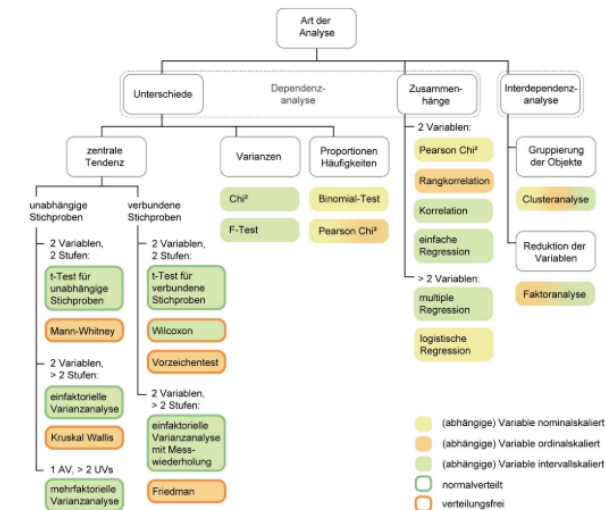 Art der
Analyse
Unterschiede
Dependenz-
analyse
Zusammen-
hänge
Interdependenz-
analyse
zentrale
Tendenz
Varianzen
Proportionen
Häufigkeiten
2 Variablen:
Pearson Chi²
Rangkorrelation
Korrelation
einfache
Regression
> 2 Variablen:
multiple
Regression
logistische
Regression
Gruppierung
der Objekte
Clusteranalyse
Reduktion der
Variablen
Faktoranalyse
Chi²
F-Test
Binomial-Test
Pearson Chi²
unabhängige
Stichproben
2 Variablen,
2 Stufen:
t-Test für
unabhängige
Stichproben
Mann-Whitney
2 Variablen,
> 2 Stufen:
einfaktorielle
Varianzanalyse
Kruskal Wallis
1 AV, > 2 UVs
mehrfaktorielle
Varianzanalyse
verbundene
Stichproben
2 Variablen,
2 Stufen:
t-Test für
verbundene
Stichproben
Wilcoxon
Vorzeichentest
2 Variablen,
> 2 Stufen:
einfaktorielle
Varianzanalyse
mit Mess-
wiederholung
Friedman
(abhängige) Variable nominalskaliert
(abhängige) Variable ordinalskaliert
(abhängige) Variable intervallskaliert
normalverteilt
verteilungsfrei